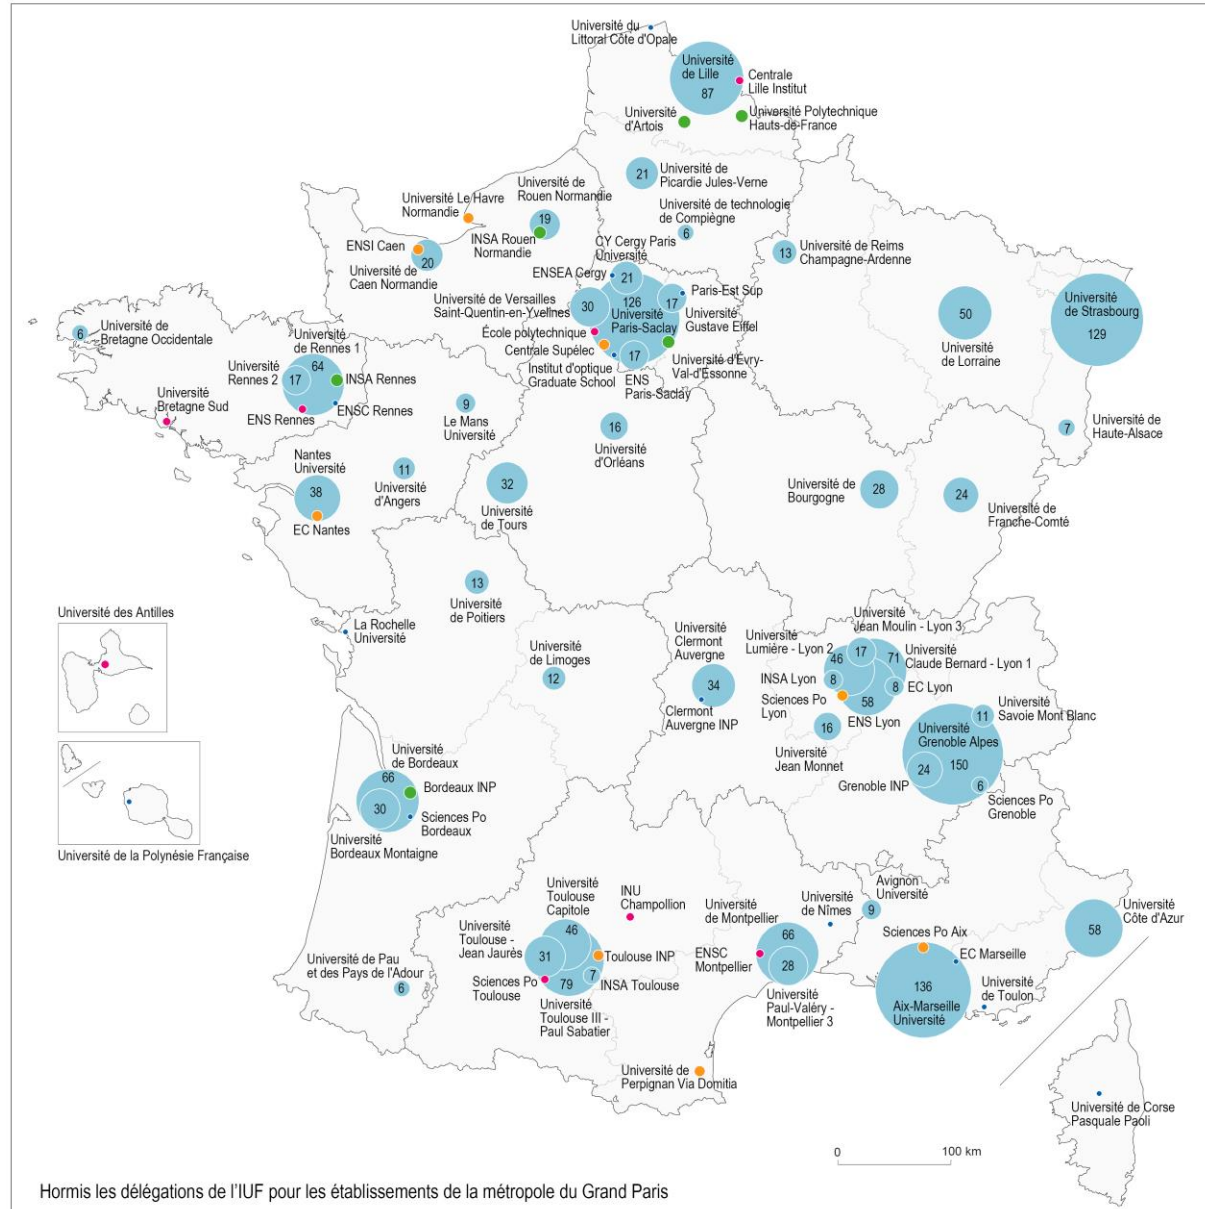 Université du
Littoral Côte d'Opale
Université
de Lille
87
Centrale
Lille Institut
Université
d'Artois
Université Polytechnique
Hauts-de-France
21
Université de
Picardie Jules-Verne
Université Le Havre
Normandie
Université de
Rouen Normandie
19
INSA Rouen
Normandie
Université de technologie
de Compiègne
6
ENSI Caen
20
Université de
Caen Normandie
13
Université de Reims
Champagne-Ardenne
CY Cergy Paris
Université
ENSEA Cergy
21
Paris-Est Sup
Université de Versailles
Saint-Quentin-en-Yvelines
30
126
Université
Paris-Saclay
17
Université
Gustave Eiffel
École polytechnique
Centrale Supélec
Institut d'optique
Graduate School
17
ENS
Paris-Saclay
Université d'Évry-
Val-d'Éssonne
50
Université
de Lorraine
Université
de Strasbourg
129
7
Université de
Haute-Alsace
6
Université de
Bretagne Occidentale
Université
de Rennes 1
64
Université
Rennes 2
17
INSA Rennes
ENS Rennes
ENSC Rennes
Université
Bretagne Sud
9
Le Mans
Université
16
Université
d'Orléans
Nantes
Université
38
EC Nantes
11
Université
d'Angers
32
Université
de Tours
Université de
Bourgogne
28
24
Université de
Franche-Comté
13
Université
de Poitiers
La Rochelle
Université
Université
de Limoges
12
Université
Clermont
Auvergne
34
Clermont
Auvergne INP
Université
Jean Moulin - Lyon 3
17
Université
Lumière - Lyon 2
46
71
Université
Claude Bernard - Lyon 1
INSA Lyon
8
8
EC Lyon
Sciences Po
Lyon
58
ENS Lyon
16
Université
Jean Monnet
11
Université
Savoie Mont Blanc
Université
Grenoble Alpes
150
24
Grenoble INP
6
Sciences Po
Grenoble
Université des Antilles
Université de la Polynésie Française
Université
de Bordeaux
66
Bordeaux INP
30
Sciences Po
Bordeaux
Université
Bordeaux Montaigne
Université
Toulouse
Capitole
46
INU
Champollion
Université
Toulouse -
Jean Jaurès
31
Toulouse INP
7
INSA Toulouse
Sciences Po
Toulouse
79
Université
Toulouse III -
Paul Sabatier
Université de Pau
et des Pays de l'Adour
6
Université
de Montpellier
66
Université
de Nîmes
ENSC
Montpellier
28
Université
Paul-Valéry -
Montpellier 3
Avignon
Université
9
Sciences Po Aix
EC Marseille
136
Aix-Marseille
Université
Université
de Toulon
Université
Côte d'Azur
58
Université de
Perpignan Via Domitia
Université de Corse
Pasquale Paoli
0 100 km
Hormis les délégations de l'IUF pour les établissements de la métropole du Grand Paris